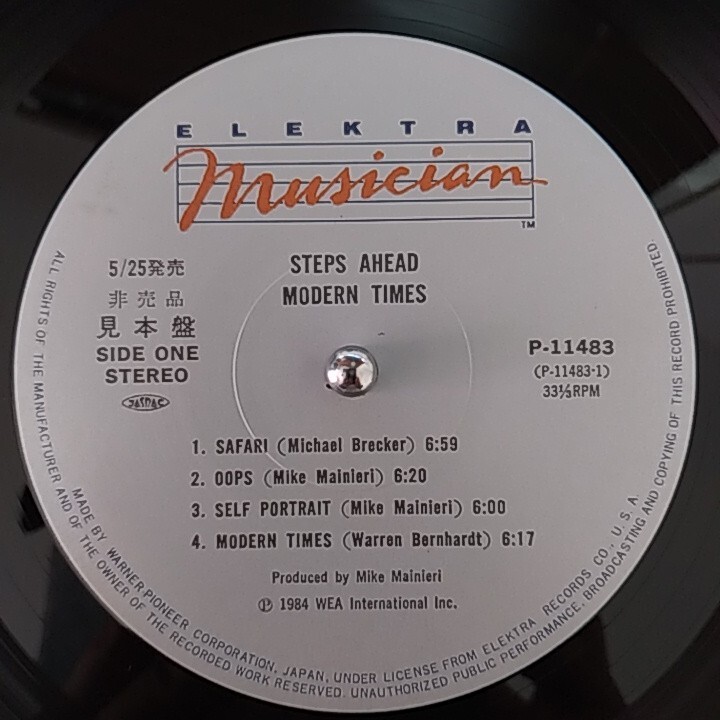 ELEKTRA
Musician
TM
STEPS AHEAD
MODERN TIMES
5/25発売
非売品
見本盤
SIDE ONE
STEREO
JASRAC
P-11483
(P-11483-1)
33⅓RPM
1. SAFARI (Michael Brecker) 6:59
2. OOPS (Mike Mainieri) 6:20
3. SELF PORTRAIT (Mike Mainieri) 6:00
4. MODERN TIMES (Warren Bernhardt) 6:17
Produced by Mike Mainieri
Ⓟ 1984 WEA International Inc.
MADE BY WARNER-PIONEER CORPORATION, JAPAN, UNDER LICENSE FROM ELEKTRA RECORDS CO., U.S.A.
ALL RIGHTS OF THE MANUFACTURER AND OF THE OWNER OF THE RECORDED WORK RESERVED. UNAUTHORIZED PUBLIC PERFORMANCE, BROADCASTING AND COPYING OF THIS RECORD PROHIBITED.